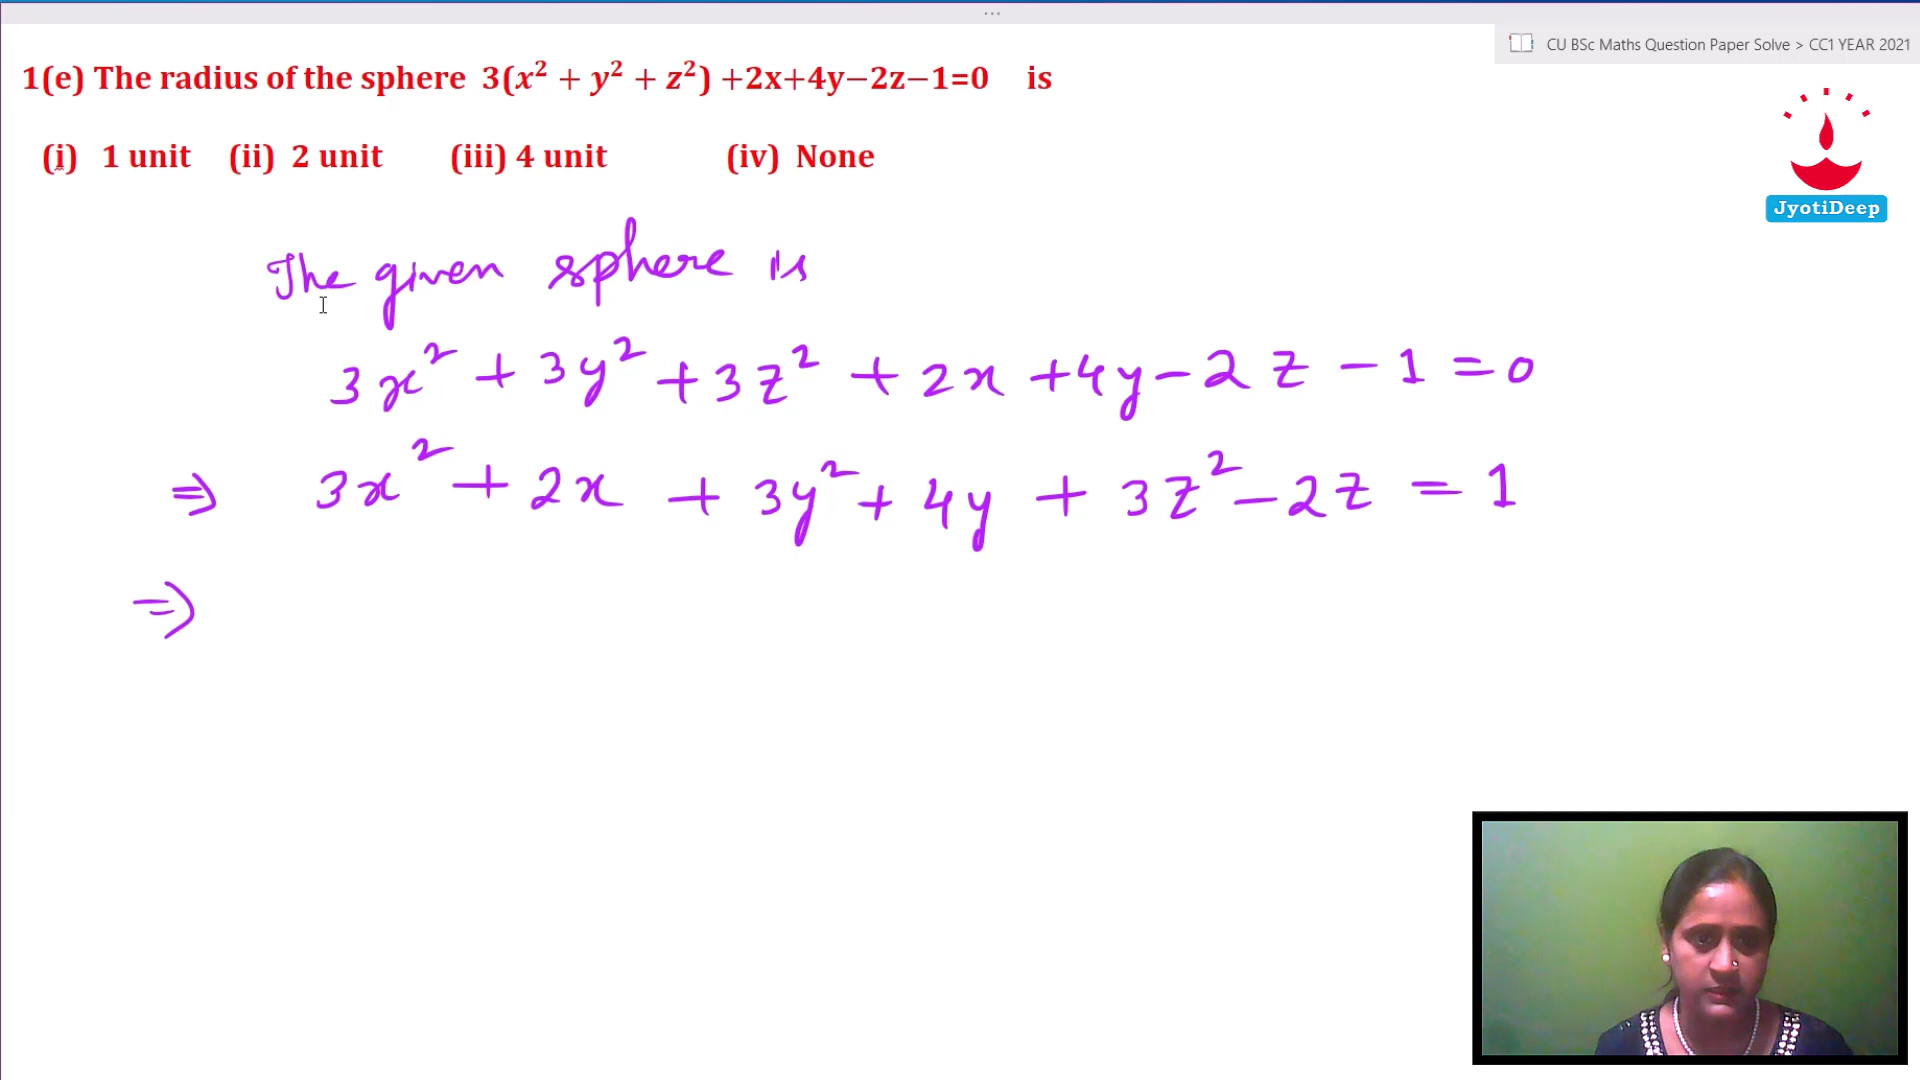 ...
CU BSc Maths Question Paper Solve > CC1 YEAR 2021
1(e) The radius of the sphere 3(x² + y² + z²) +2x+4y−2z−1=0 is
(i) 1 unit (ii) 2 unit (iii) 4 unit (iv) None
JyotiDeep
The given sphere is
3x² + 3y² + 3z² + 2x + 4y − 2z − 1 = 0
⇒ 3x² + 2x + 3y² + 4y + 3z² − 2z = 1
⇒